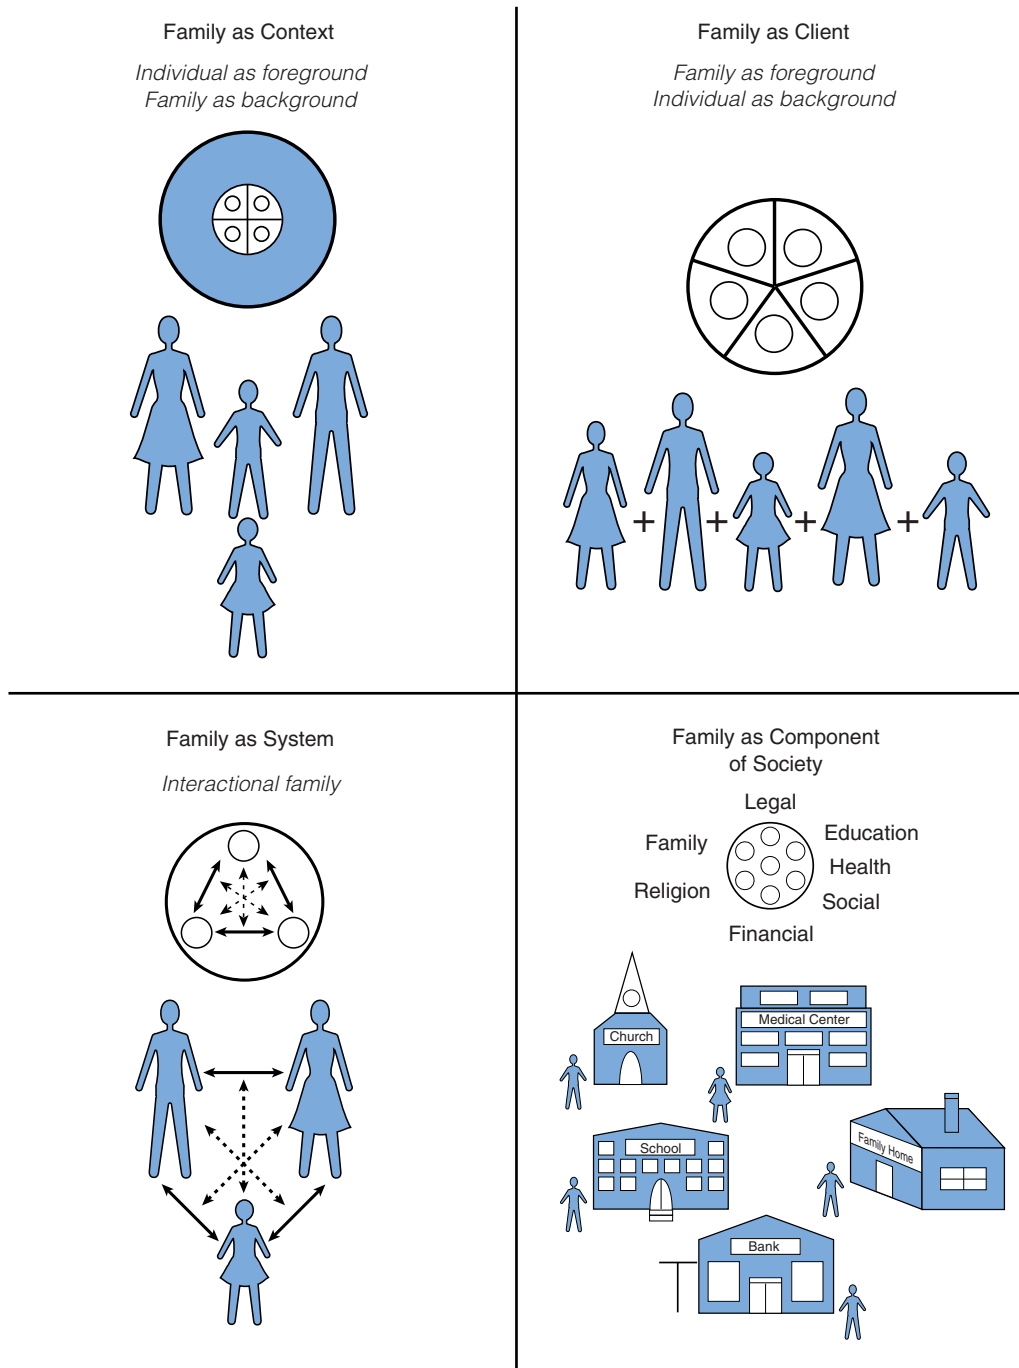 Family as Context
Individual as foreground
Family as background
Family as Client
Family as foreground
Individual as background
+ + + +
Family as System
Interactional family
Family as Component
of Society
Legal
Family
Education
Health
Religion
Social
Financial
Church
Medical Center
School
Family Home
Bank